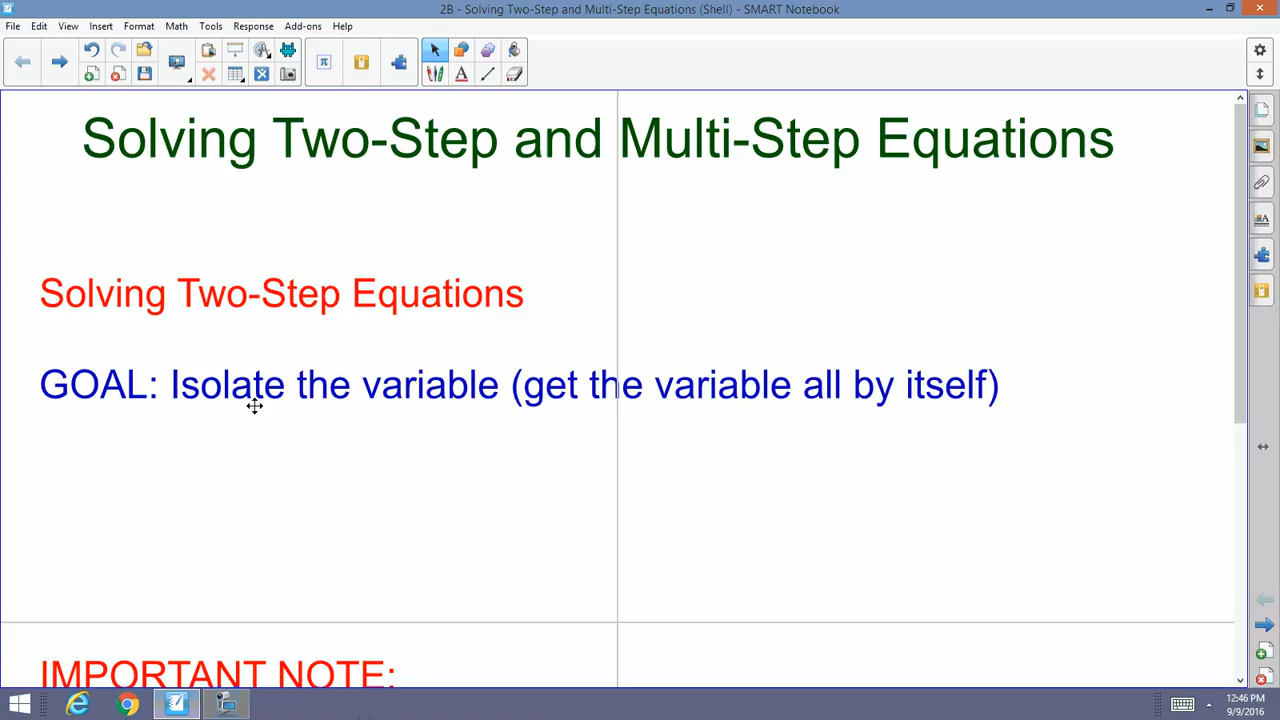 2B - Solving Two-Step and Multi-Step Equations (Shell) - SMART Notebook
File Edit View Insert Format Math Tools Response Add-ons Help
Solving Two-Step and Multi-Step Equations
Solving Two-Step Equations
GOAL: Isolate the variable (get the variable all by itself)
IMPORTANT NOTE:
12:46 PM
9/9/2016